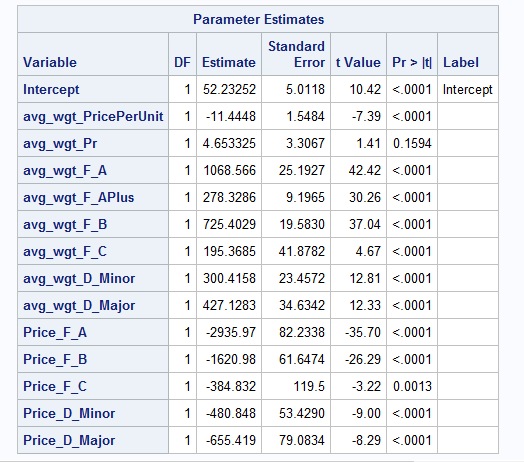 Parameter Estimates
Variable DF Estimate Standard Error t Value Pr > |t| Label
Intercept 1 52.23252 5.0118 10.42 <.0001 Intercept
avg_wgt_PricePerUnit 1 -11.4448 1.5484 -7.39 <.0001
avg_wgt_Pr 1 4.653325 3.3067 1.41 0.1594
avg_wgt_F_A 1 1068.566 25.1927 42.42 <.0001
avg_wgt_F_APlus 1 278.3286 9.1965 30.26 <.0001
avg_wgt_F_B 1 725.4029 19.5830 37.04 <.0001
avg_wgt_F_C 1 195.3685 41.8782 4.67 <.0001
avg_wgt_D_Minor 1 300.4158 23.4572 12.81 <.0001
avg_wgt_D_Major 1 427.1283 34.6342 12.33 <.0001
Price_F_A 1 -2935.97 82.2338 -35.70 <.0001
Price_F_B 1 -1620.98 61.6474 -26.29 <.0001
Price_F_C 1 -384.832 119.5 -3.22 0.0013
Price_D_Minor 1 -480.848 53.4290 -9.00 <.0001
Price_D_Major 1 -655.419 79.0834 -8.29 <.0001